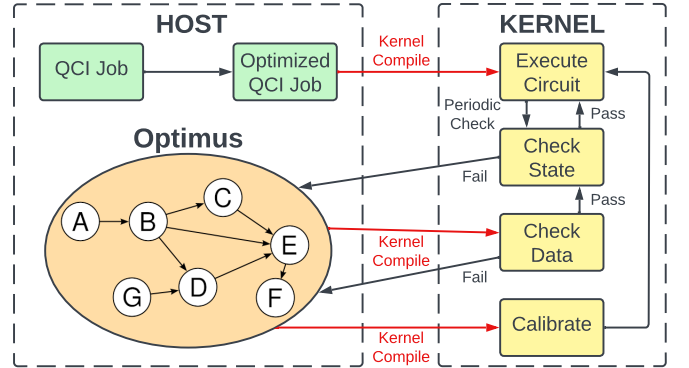 HOST
KERNEL
QCI Job
Optimized
QCI Job
Kernel
Compile
Execute
Circuit
Periodic
Check
Pass
Optimus
Check
State
Fail
Pass
A
B
C
E
G
D
F
Kernel
Compile
Check
Data
Fail
Calibrate
Kernel
Compile